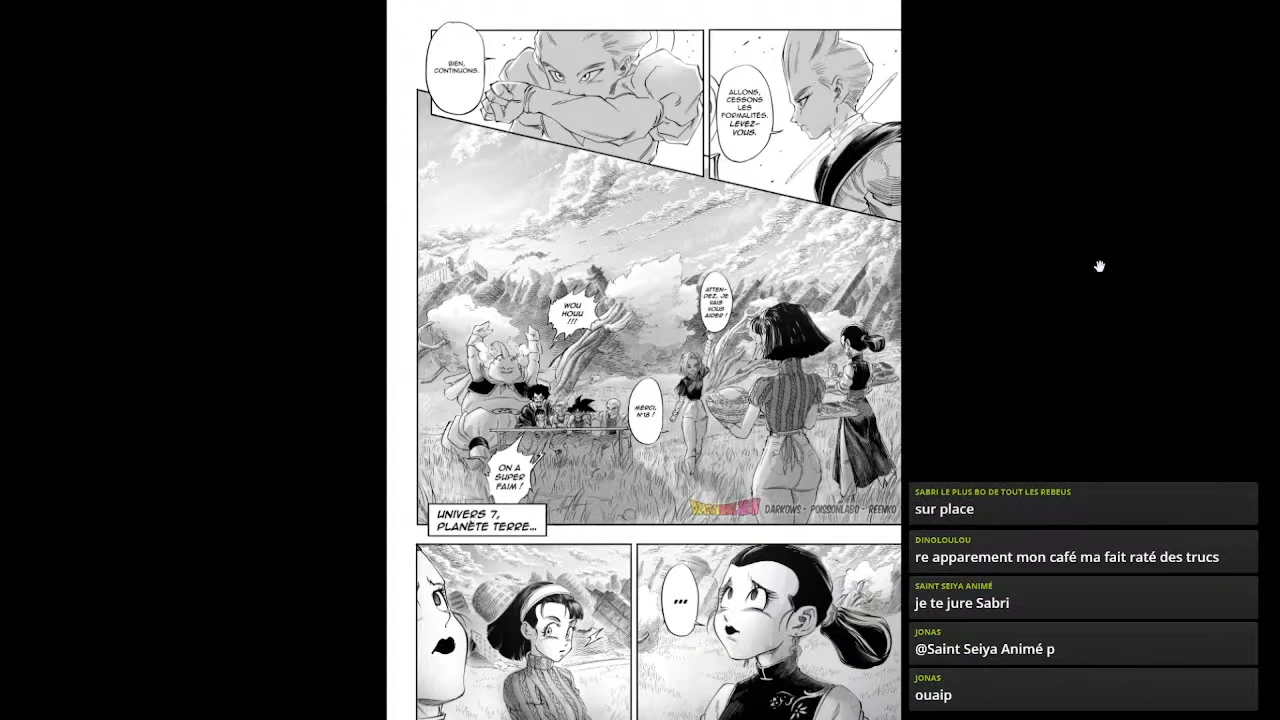 BIEN,
CONTINUONS.
ALLONS,
CESSONS
LES
FORMALITÉS.
LEVEZ-
VOUS.
WOU
HOUU
!!!
ATTEN-
DEZ, JE
VAIS
VOUS
AIDER !
MERCI,
N°18 !
ON A
SUPER
FAIM !
UNIVERS 7,
PLANÈTE TERRE...
DARKOWS - POISSONLABO - REENKO
...
SABRI LE PLUS BO DE TOUT LES REBEUS
sur place
DINOLOULOU
re apparement mon café ma fait raté des trucs
SAINT SEIYA ANIMÉ
je te jure Sabri
JONAS
@Saint Seiya Animé p
JONAS
ouaip